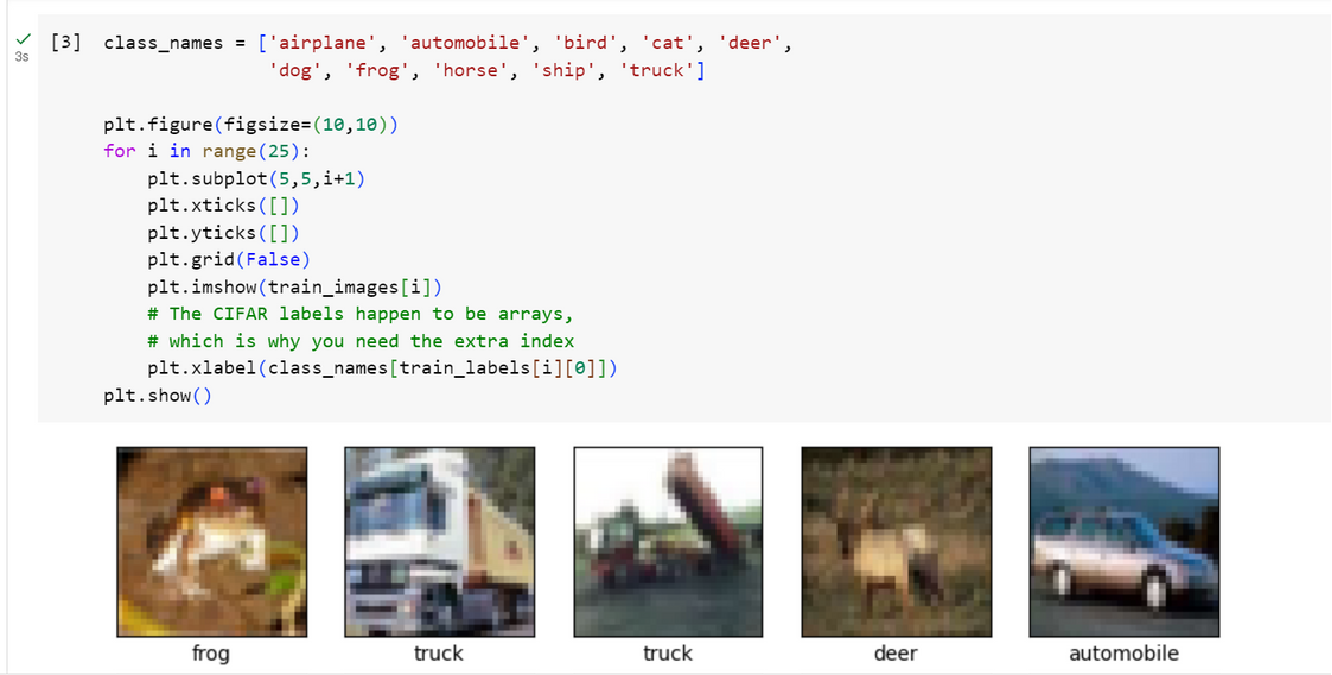 [3] class_names = ['airplane', 'automobile', 'bird', 'cat', 'deer',
'dog', 'frog', 'horse', 'ship', 'truck']
3s
plt.figure(figsize=(10,10))
for i in range(25):
    plt.subplot(5,5,i+1)
    plt.xticks([])
    plt.yticks([])
    plt.grid(False)
    plt.imshow(train_images[i])
    # The CIFAR labels happen to be arrays,
    # which is why you need the extra index
    plt.xlabel(class_names[train_labels[i][0]])
plt.show()
frog truck truck deer automobile